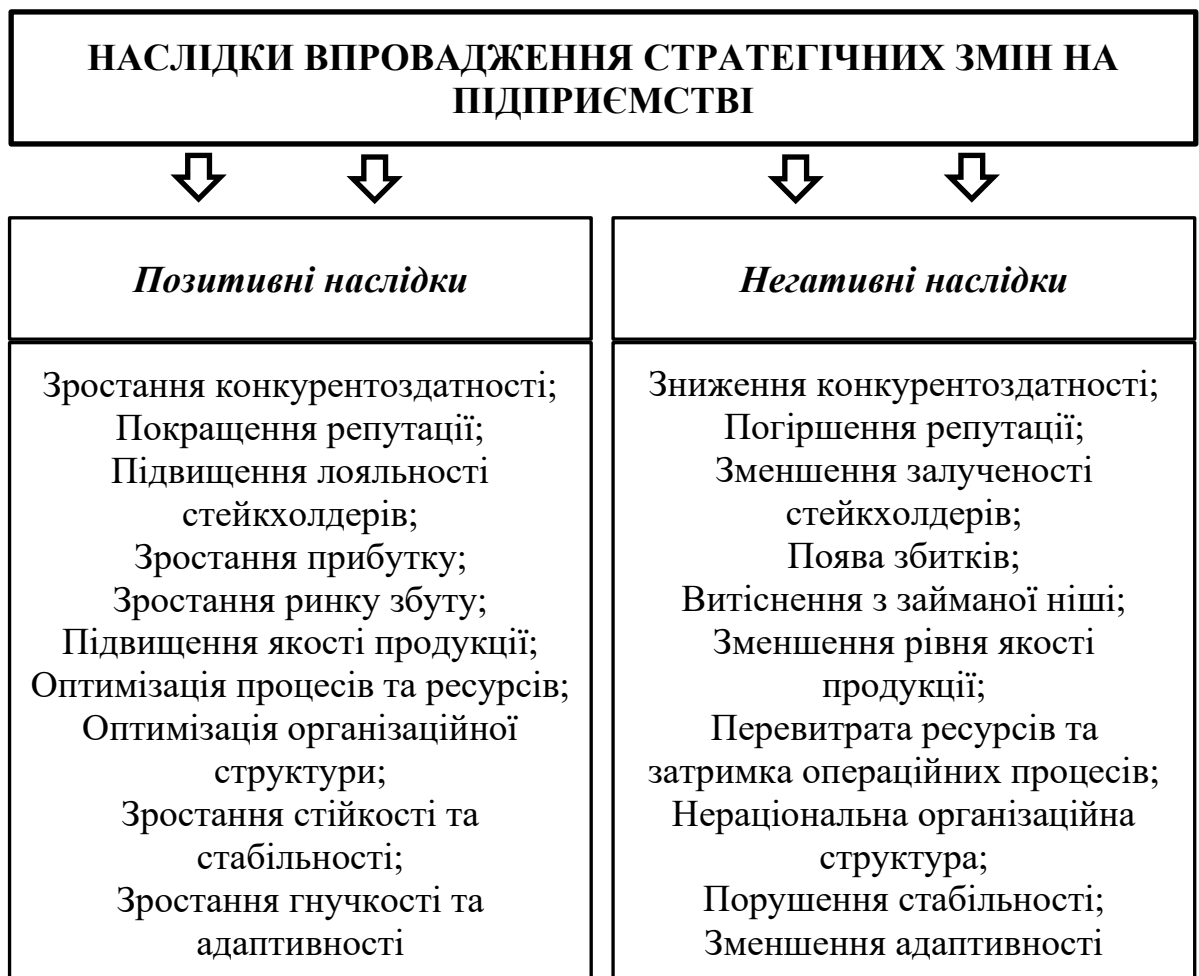 НАСЛІДКИ ВПРОВАДЖЕННЯ СТРАТЕГІЧНИХ ЗМІН НА
ПІДПРИЄМСТВІ
Позитивні наслідки
Зростання конкурентоздатності;
Покращення репутації;
Підвищення лояльності
стейкхолдерів;
Зростання прибутку;
Зростання ринку збуту;
Підвищення якості продукції;
Оптимізація процесів та ресурсів;
Оптимізація організаційної
структури;
Зростання стійкості та
стабільності;
Зростання гнучкості та
адаптивності
Негативні наслідки
Зниження конкурентоздатності;
Погіршення репутації;
Зменшення залученості
стейкхолдерів;
Поява збитків;
Витіснення з займаної ніші;
Зменшення рівня якості
продукції;
Перевитрата ресурсів та
затримка операційних процесів;
Нераціональна організаційна
структура;
Порушення стабільності;
Зменшення адаптивності